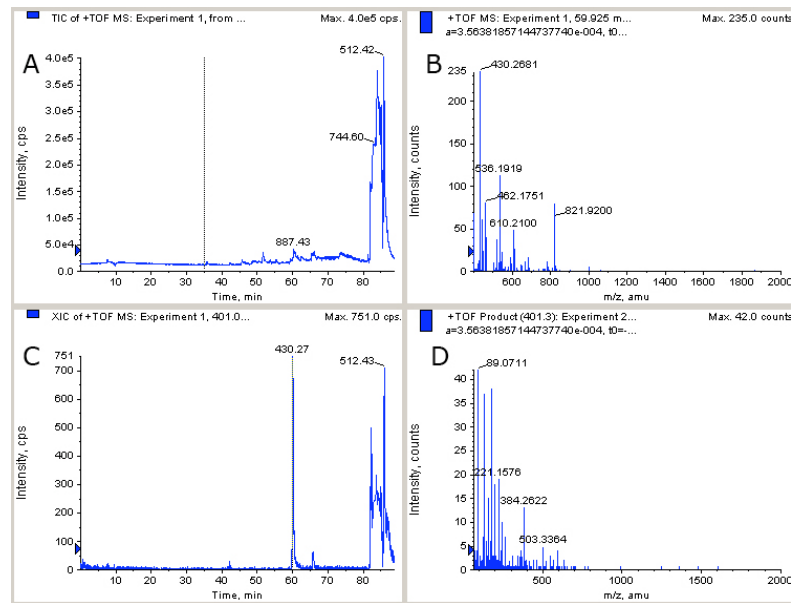 TIC of +TOF MS: Experiment 1, from ...
Max. 4.0e5 cps.
A
512.42
744.60
887.43
4.0e5
3.5e5
3.0e5
2.5e5
2.0e5
1.5e5
1.0e5
5.0e4
0.0
Intensity, cps
10 20 30 40 50 60 70 80
Time, min
+TOF MS: Experiment 1, 59.925 m...
Max. 235.0 counts
a=3.56381857144737740e-004, t0...
B
430.2681
536.1919
462.1751
610.2100
821.9200
235
200
150
100
50
0
Intensity, counts
600 800 1000 1200 1400 1600 1800 2000
m/z, amu
XIC of +TOF MS: Experiment 1, 401.0...
Max. 751.0 cps.
C
430.27
512.43
751
700
600
500
400
300
200
100
0
Intensity, cps
10 20 30 40 50 60 70 80
Time, min
+TOF Product (401.3): Experiment 2...
Max. 42.0 counts
a=3.56381857144737740e-004, t0=-...
D
89.0711
221.1576
384.2622
503.3364
40
35
30
25
20
15
10
5
0
Intensity, counts
500 1000 1500 2000
m/z, amu